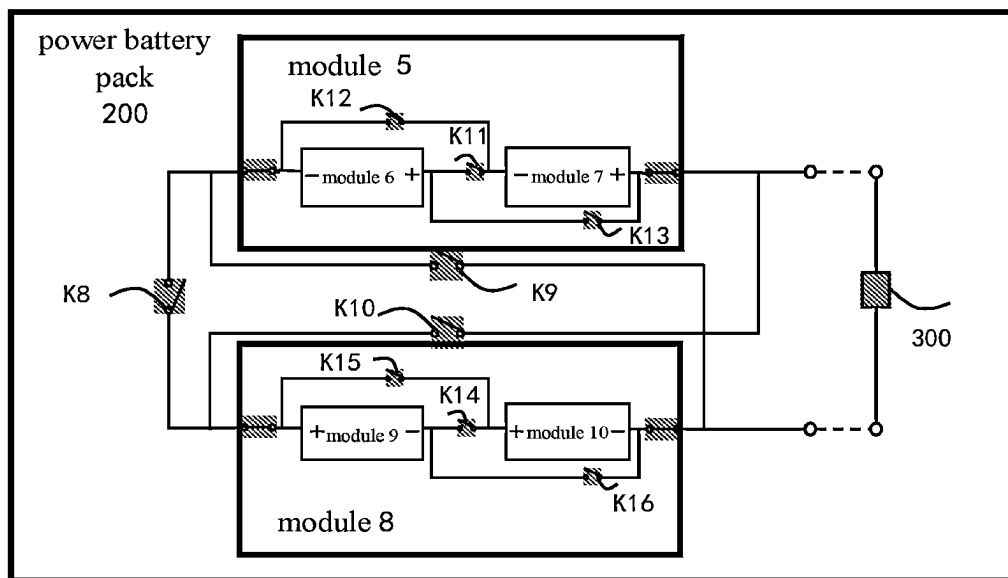 power battery
pack
200
module 5
K12
K11
- module 6 +
- module 7 +
K13
K8
K9
K10
300
K15
K14
+ module 9 -
+ module 10 -
K16
module 8